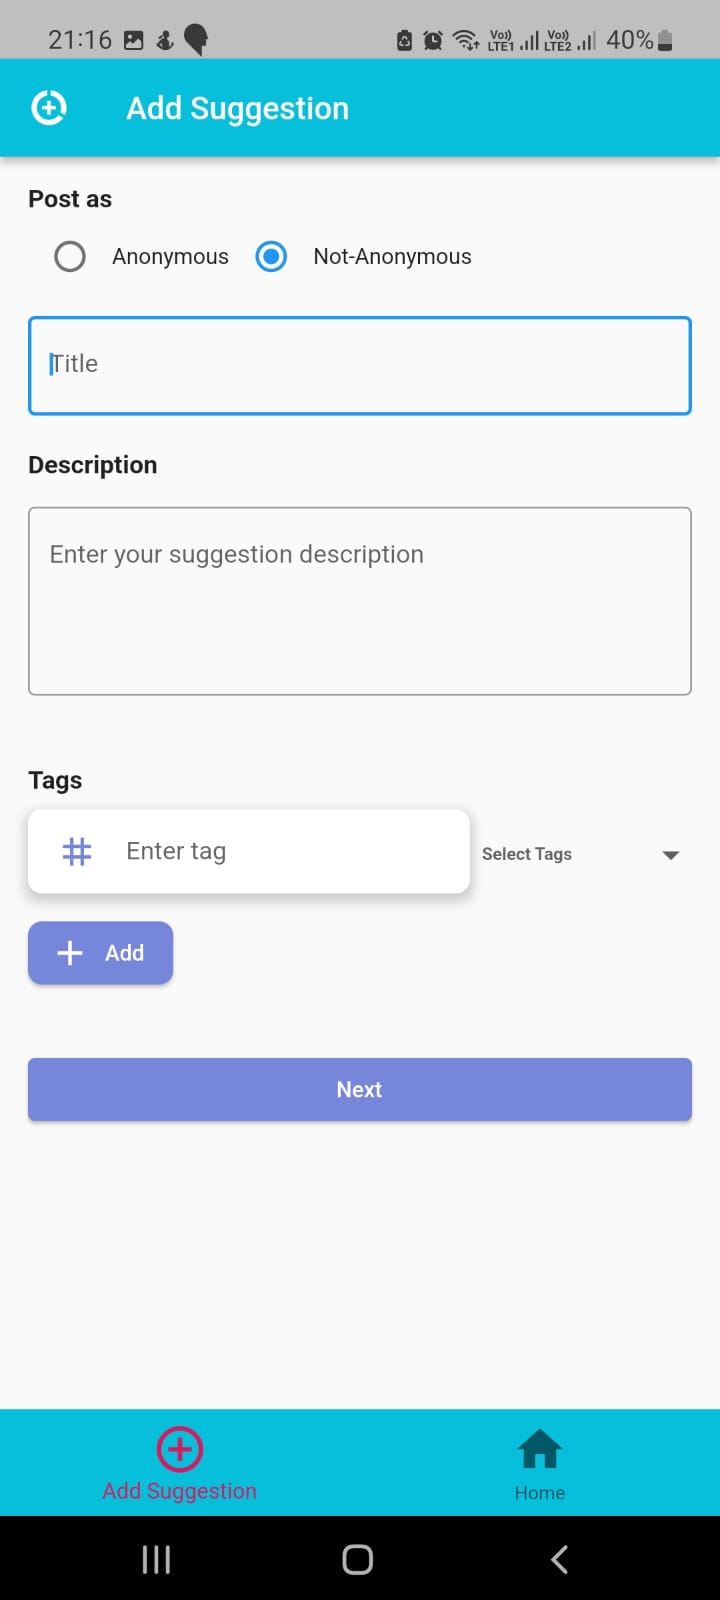 21:16 Vo)) LTE1 Vo)) LTE2 40%
Add Suggestion
Post as
Anonymous Not-Anonymous
Title
Description
Enter your suggestion description
Tags
# Enter tag Select Tags
+ Add
Next
Add Suggestion Home